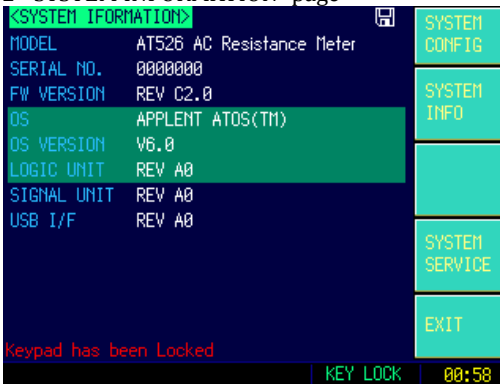 <SYSTEM IFORMATION>
MODEL AT526 AC Resistance Meter
SERIAL NO. 0000000
FW VERSION REV C2.0
OS APPLENT ATOS(TM)
OS VERSION V6.0
LOGIC UNIT REV A0
SIGNAL UNIT REV A0
USB I/F REV A0
Keypad has been Locked
KEY LOCK 00:58
SYSTEM
CONFIG
SYSTEM
INFO
SYSTEM
SERVICE
EXIT